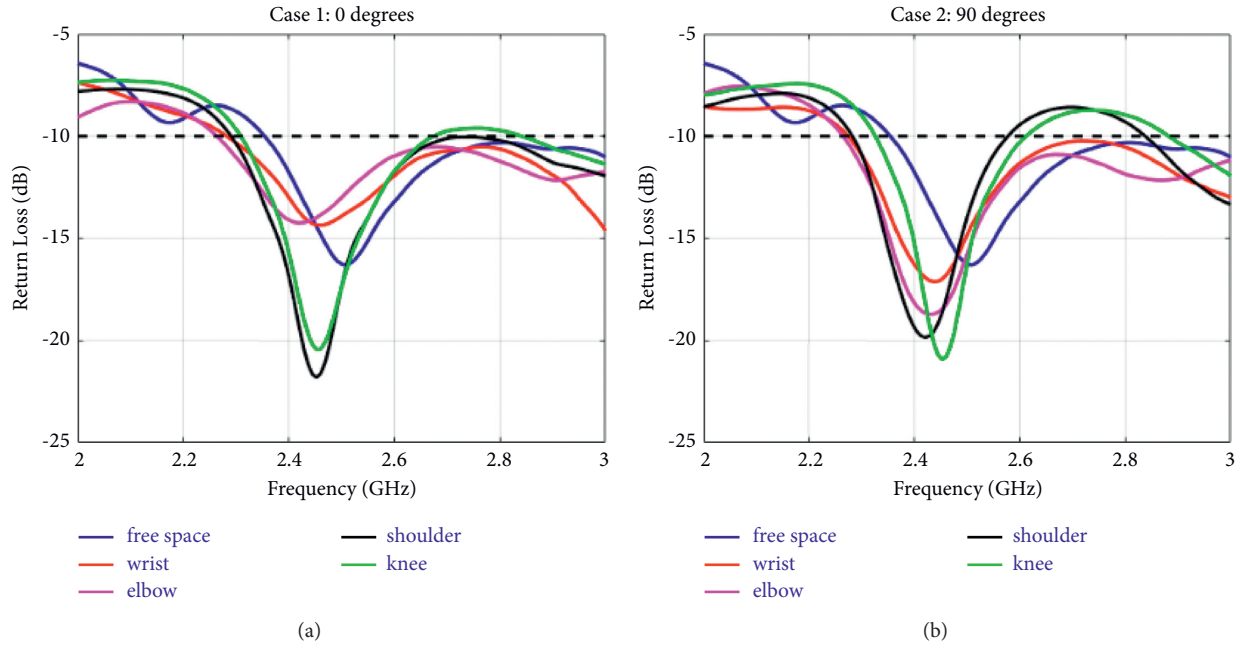 Case 1: 0 degrees
-5
-10
-15
-20
-25
Return Loss (dB)
2 2.2 2.4 2.6 2.8 3
Frequency (GHz)
free space shoulder
wrist knee
elbow
(a)
Case 2: 90 degrees
-5
-10
-15
-20
-25
Return Loss (dB)
2 2.2 2.4 2.6 2.8 3
Frequency (GHz)
free space shoulder
wrist knee
elbow
(b)